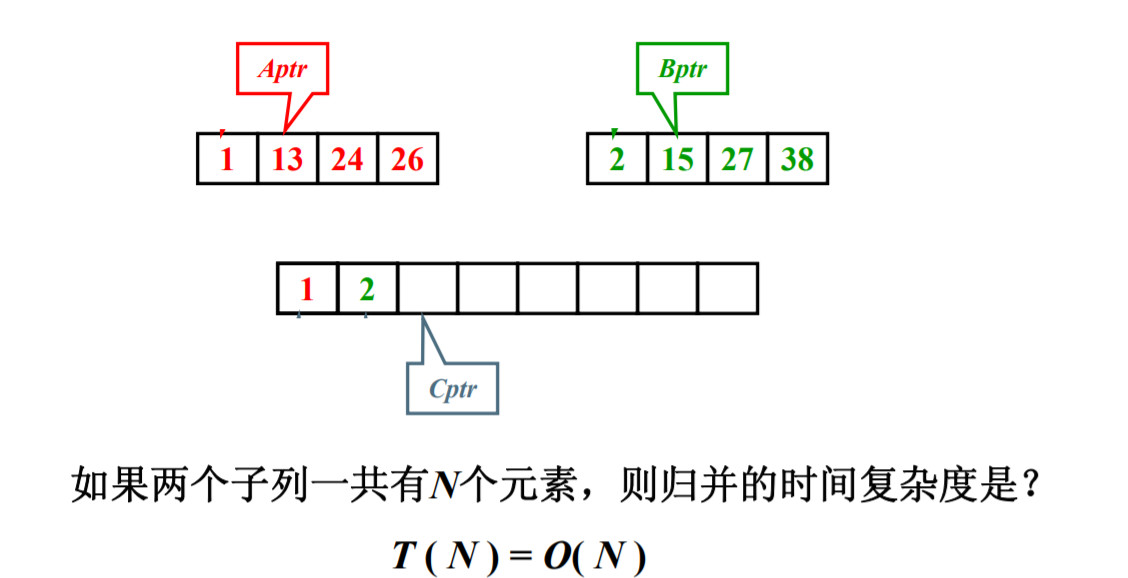 Aptr Bptr
1 13 24 26 2 15 27 38
1 2
Cptr
如果两个子列一共有N个元素，则归并的时间复杂度是？
T ( N ) = O( N )